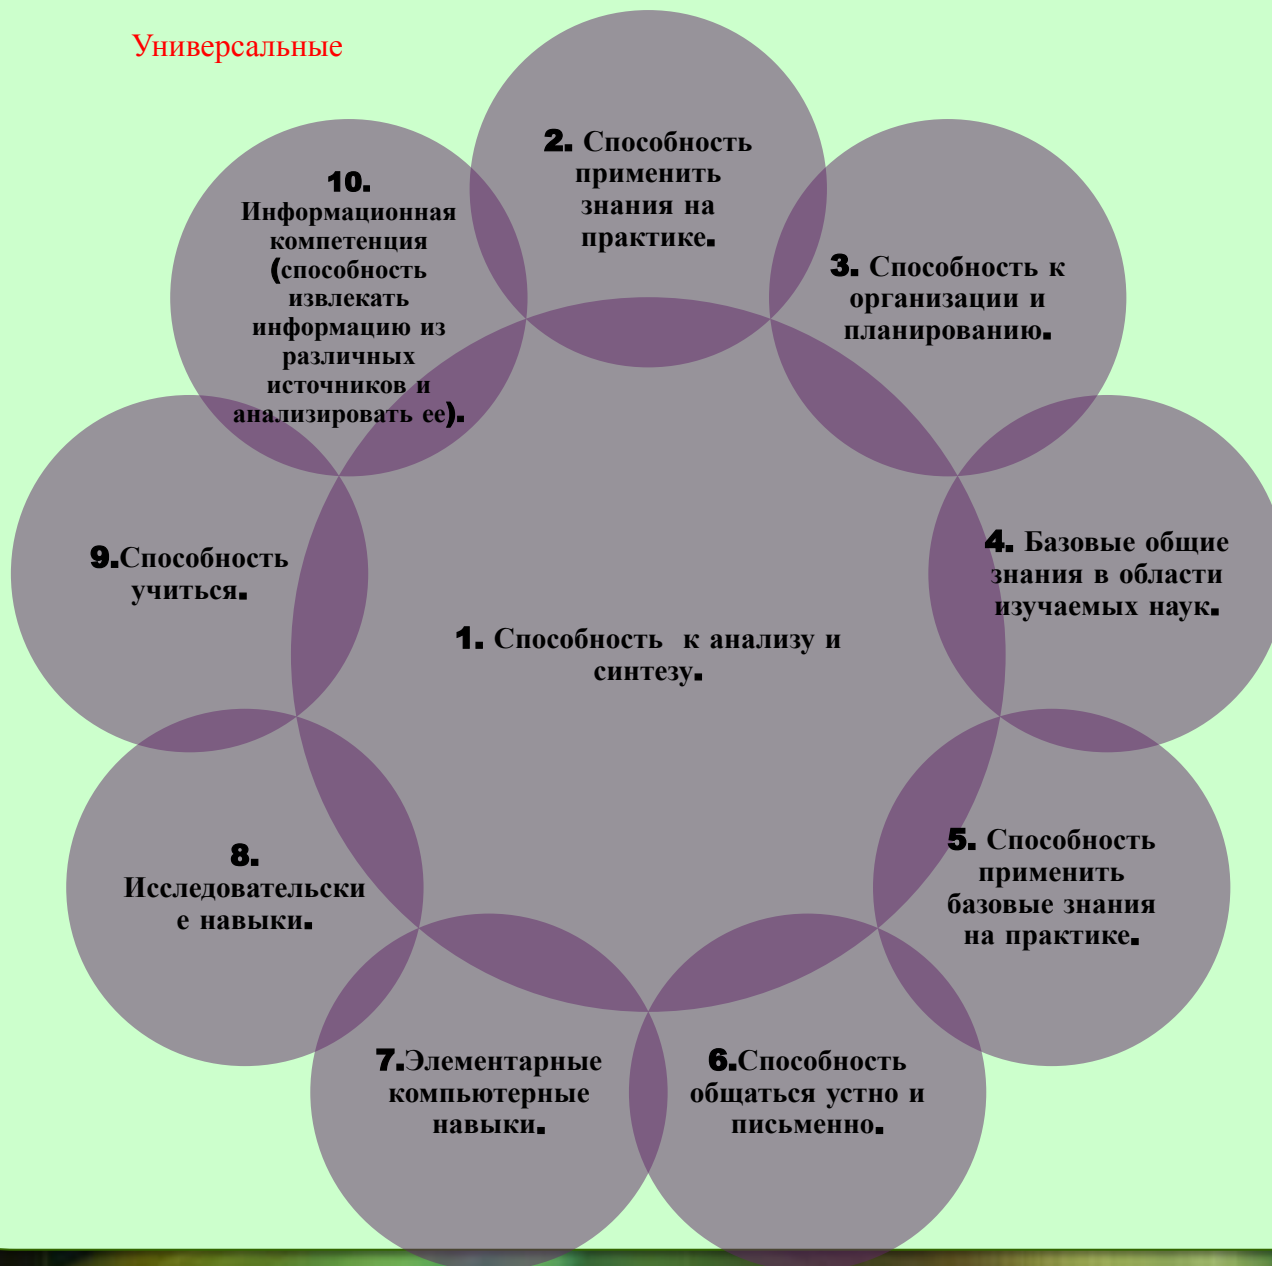 Универсальные
1. Способность к анализу и
синтезу.
2. Способность
применить
знания на
практике.
3. Способность к
организации и
планированию.
4. Базовые общие
знания в области
изучаемых наук.
5. Способность
применить
базовые знания
на практике.
6.Способность
общаться устно и
письменно.
7.Элементарные
компьютерные
навыки.
8.
Исследовательски
е навыки.
9.Способность
учиться.
10.
Информационная
компетенция
(способность
извлекать
информацию из
различных
источников и
анализировать ее).